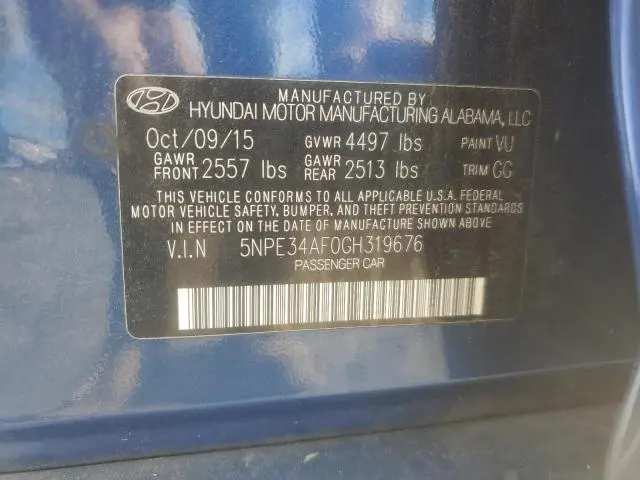 MANUFACTURED BY
HYUNDAI MOTOR MANUFACTURING ALABAMA, LLC
Oct/09/15 GVWR 4497 lbs PAINT VU
GAWR FRONT 2557 lbs GAWR REAR 2513 lbs TRIM GG
THIS VEHICLE CONFORMS TO ALL APPLICABLE U.S.A. FEDERAL
MOTOR VEHICLE SAFETY, BUMPER, AND THEFT PREVENTION STANDARDS
IN EFFECT ON THE DATE OF MANUFACTURE SHOWN ABOVE.
V.I.N 5NPE34AF0GH319676
PASSENGER CAR